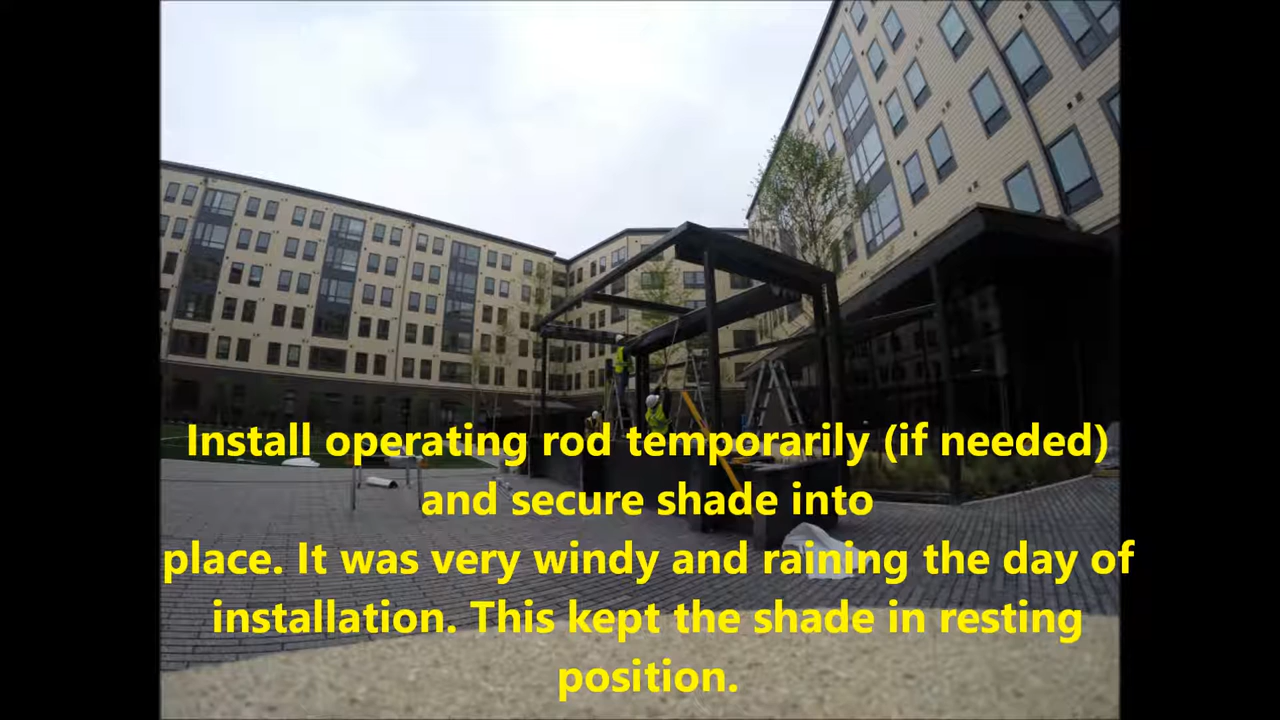 Install operating rod temporarily (if needed)
and secure shade into
place. It was very windy and raining the day of
installation. This kept the shade in resting
position.